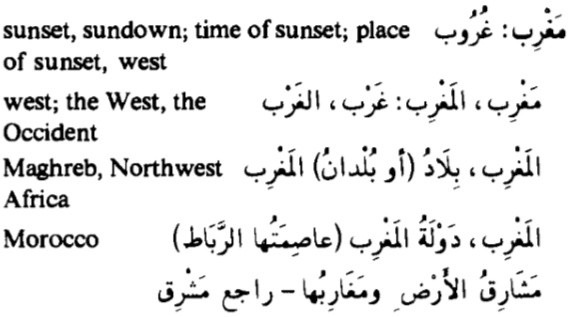 sunset, sundown; time of sunset; place مَغْرِب: غُرُوب
of sunset, west
west; the West, the مَغْرِب، المَغْرِب: غَرْب، الغَرْب
Occident
Maghreb, Northwest المَغْرِب، بِلَادُ (أو بُلْدانُ) المَغْرِب
Africa
Morocco المَغْرِب، دَوْلَةُ المَغْرِب (عاصِمَتُها الرَّبَاط)
مَشَارِقُ الأَرْضِ ومَغَارِبُها – راجع مَشْرِق